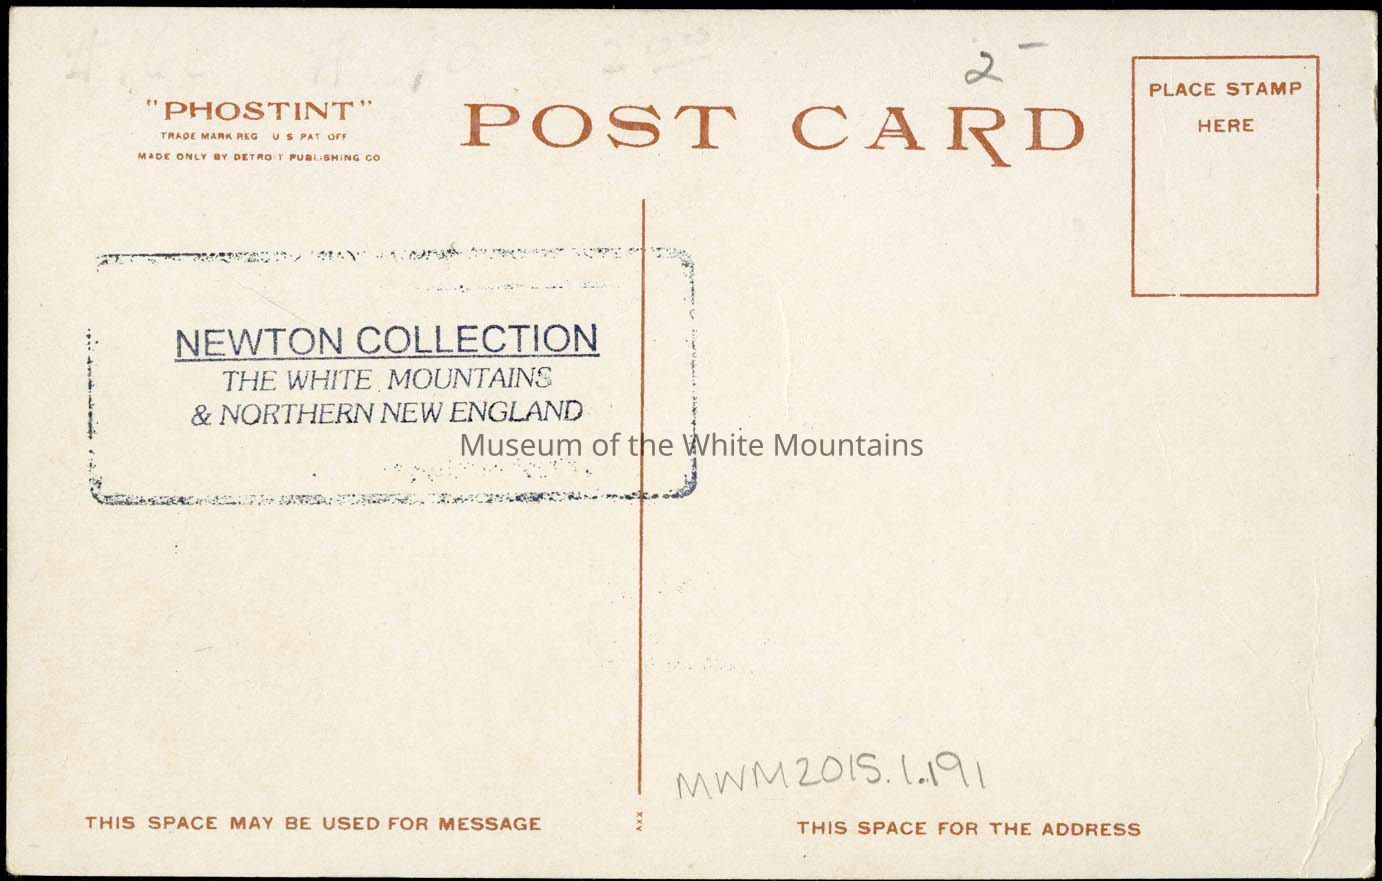 2-
"PHOSTINT"
TRADE MARK REG U S PAT OFF
MADE ONLY BY DETROIT PUBLISHING CO
POST CARD
PLACE STAMP
HERE
NEWTON COLLECTION
THE WHITE MOUNTAINS
& NORTHERN NEW ENGLAND
Museum of the White Mountains
MWM2015.1.191
THIS SPACE MAY BE USED FOR MESSAGE
THIS SPACE FOR THE ADDRESS